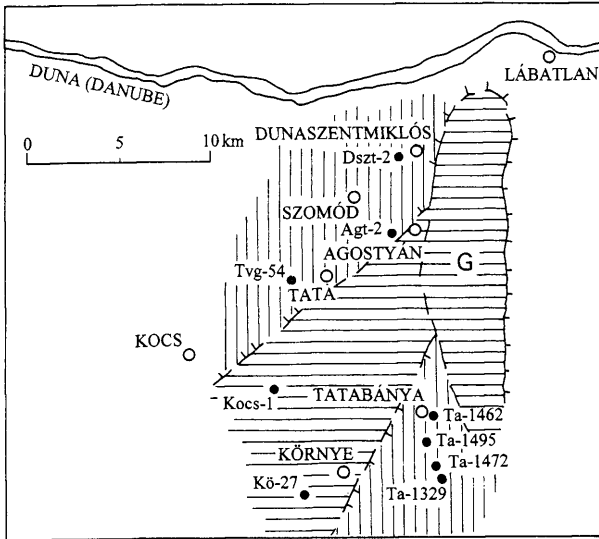 LÁBATLAN
DUNA (DANUBE)
0 5 10 km
DUNASZENTMIKLÓS
Dszt-2
SZOMÓD
Agt-2
AGOSTYÁN
G
Tvg-54
TATA
KOCS
Kocs-1
TATABÁNYA
Ta-1462
Ta-1495
KÖRNYE
Ta-1472
Kö-27
Ta-1329